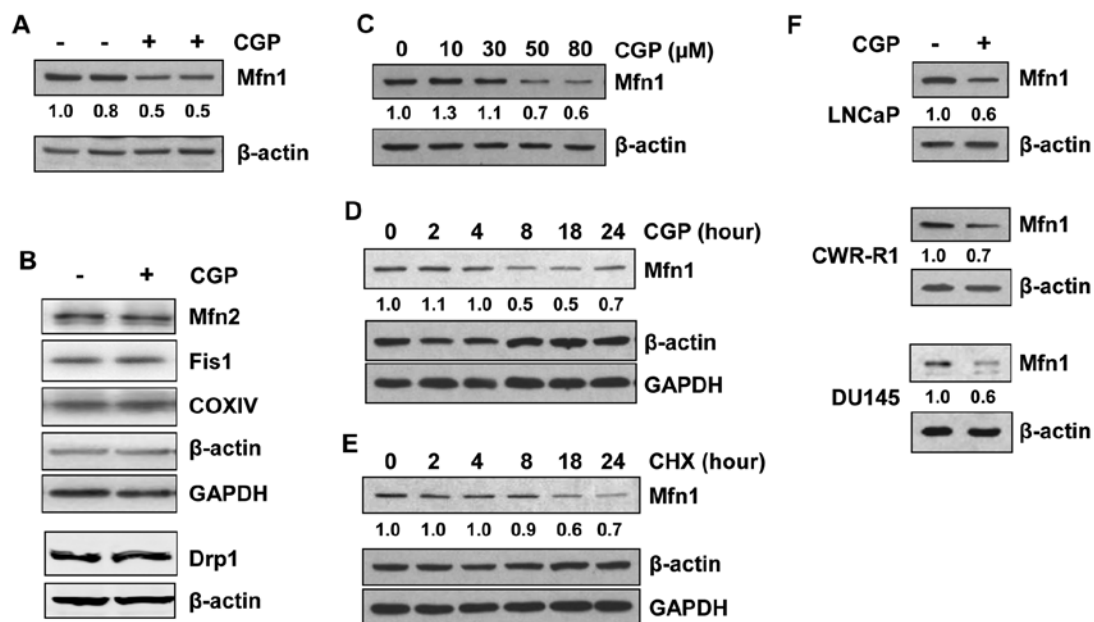 A
- - + + CGP
Mfn1
1.0 0.8 0.5 0.5
β-actin
B
- + CGP
Mfn2
Fis1
COXIV
β-actin
GAPDH
Drp1
β-actin
C
0 10 30 50 80 CGP (μM)
Mfn1
1.0 1.3 1.1 0.7 0.6
β-actin
D
0 2 4 8 18 24 CGP (hour)
Mfn1
1.0 1.1 1.0 0.5 0.5 0.7
β-actin
GAPDH
E
0 2 4 8 18 24 CHX (hour)
Mfn1
1.0 1.0 1.0 0.9 0.6 0.7
β-actin
GAPDH
F
CGP - +
Mfn1
LNCaP 1.0 0.6
β-actin
Mfn1
CWR-R1 1.0 0.7
β-actin
Mfn1
DU145 1.0 0.6
β-actin